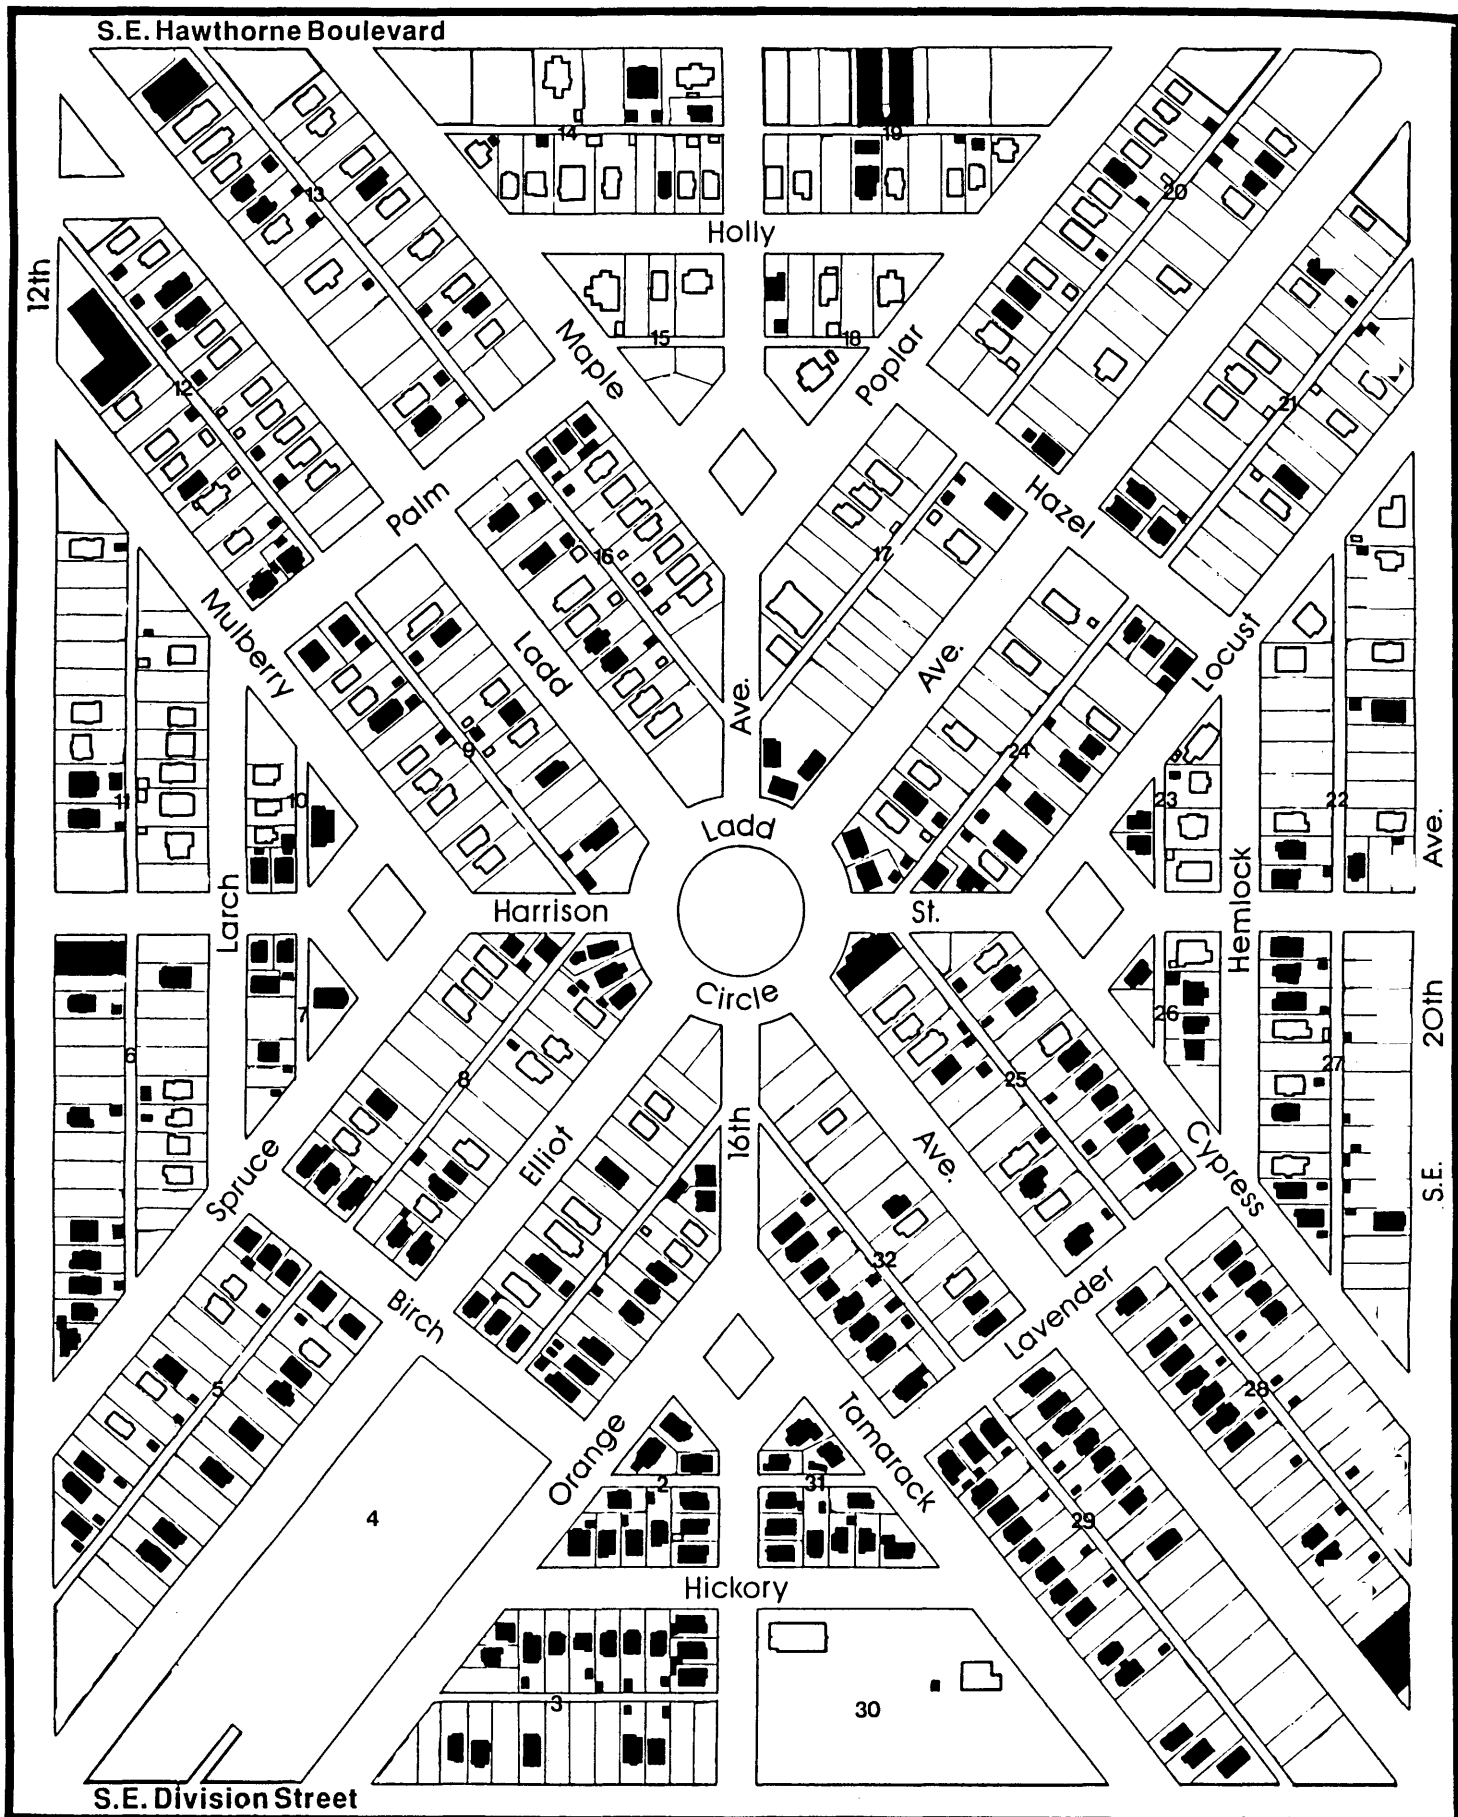 S.E. Hawthorne Boulevard
14
19
13
20
Holly
12th
15
18
Maple
Poplar
12
21
Palm
Hazel
16
17
Mulberry
Ladd
Ave.
Ave.
Locust
9
24
11
10
23
22
Ladd
Ave.
Larch
Harrison
St.
Hemlock
Circle
7
26
20th
6
8
25
27
16th
Spruce
Elliot
Ave.
Cypress
S.E.
1
32
Birch
Lavender
5
28
Orange
Tamarack
2
31
4
29
Hickory
3
30
S.E. Division Street